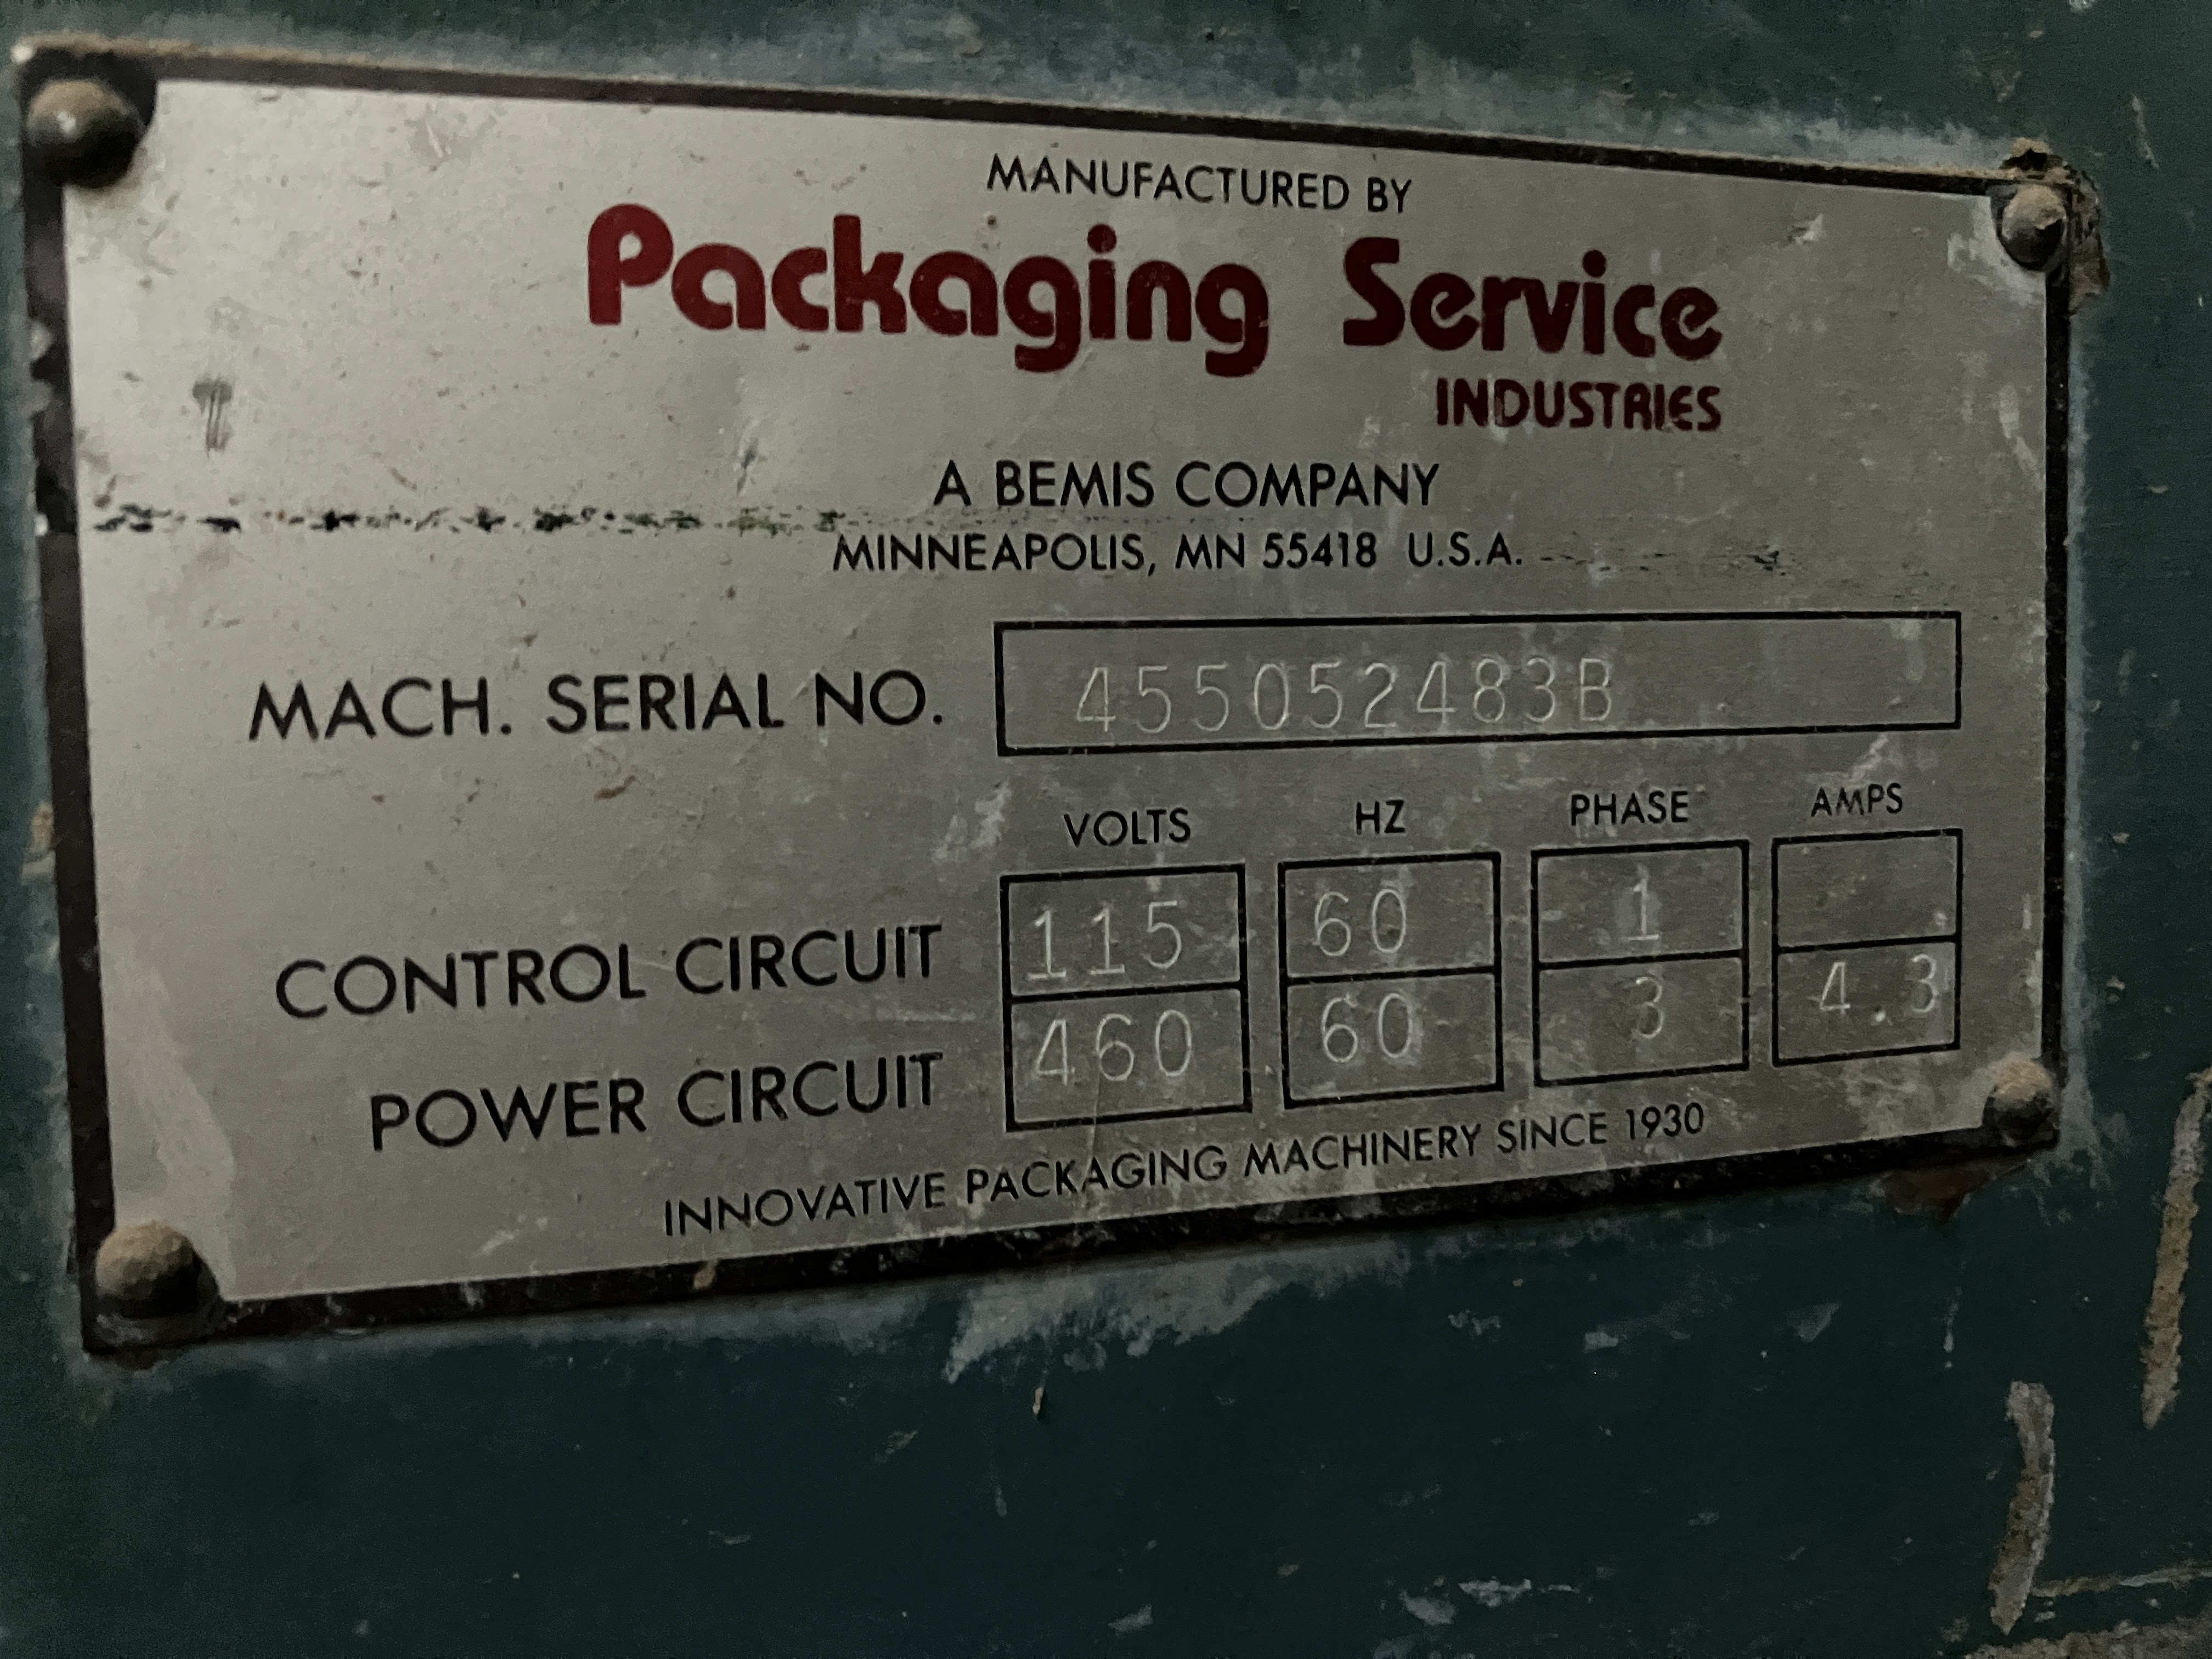 MANUFACTURED BY
Packaging Service
INDUSTRIES
A BEMIS COMPANY
MINNEAPOLIS, MN 55418 U.S.A.
MACH. SERIAL NO. 455052483B
VOLTS HZ PHASE AMPS
CONTROL CIRCUIT 115 60 1
POWER CIRCUIT 460 60 3 4.3
INNOVATIVE PACKAGING MACHINERY SINCE 1930